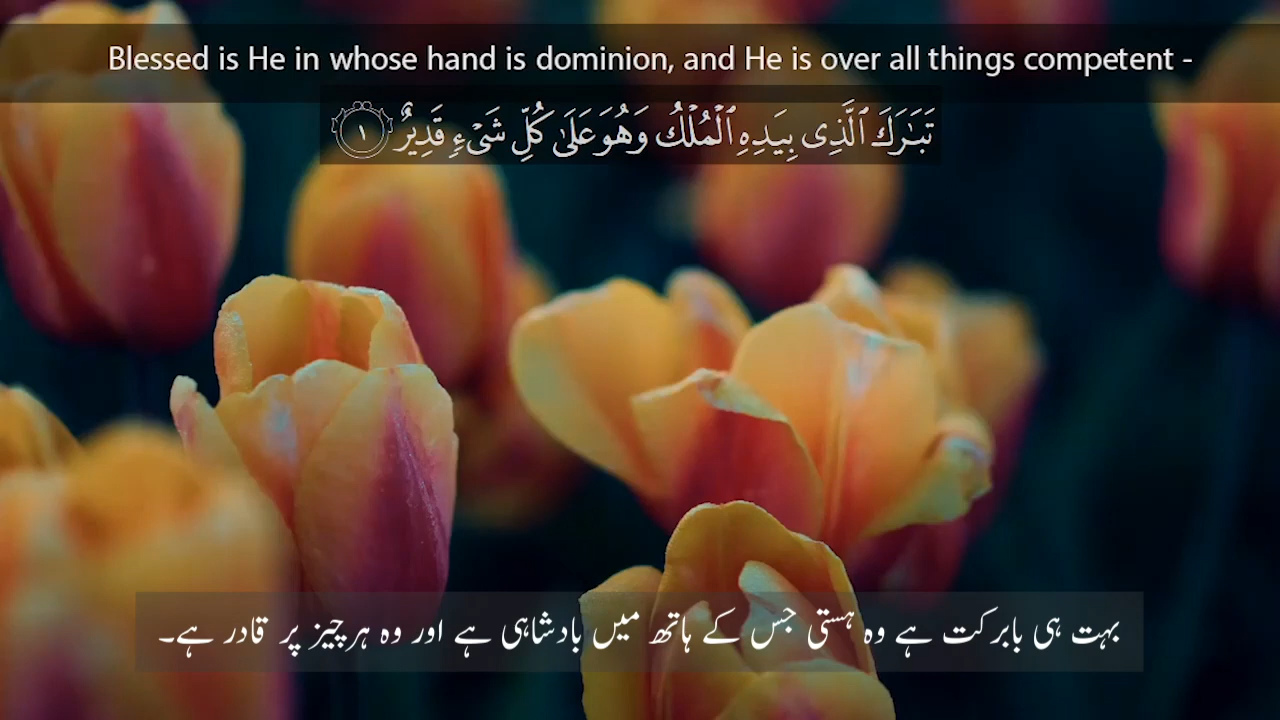 Blessed is He in whose hand is dominion, and He is over all things competent -
تَبَـٰرَكَ ٱلَّذِى بِيَدِهِ ٱلْمُلْكُ وَهُوَ عَلَىٰ كُلِّ شَىْءٍ قَدِيرٌ ١
بہت ہی بابرکت ہے وہ ہستی جس کے ہاتھ میں بادشاہی ہے اور وہ ہر چیز پر قادر ہے۔